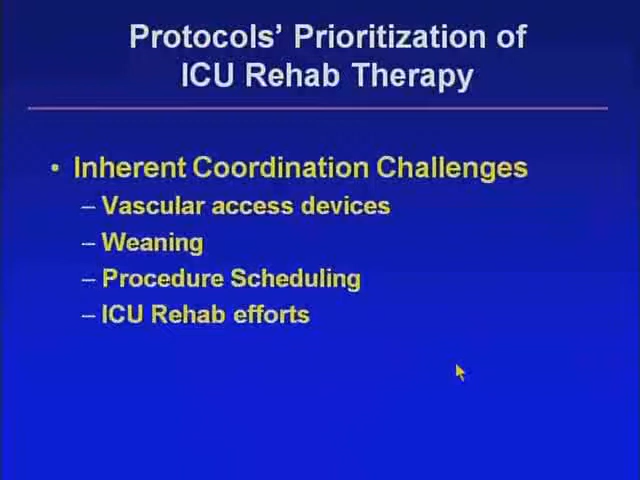 Protocols' Prioritization of
ICU Rehab Therapy
• Inherent Coordination Challenges
– Vascular access devices
– Weaning
– Procedure Scheduling
– ICU Rehab efforts